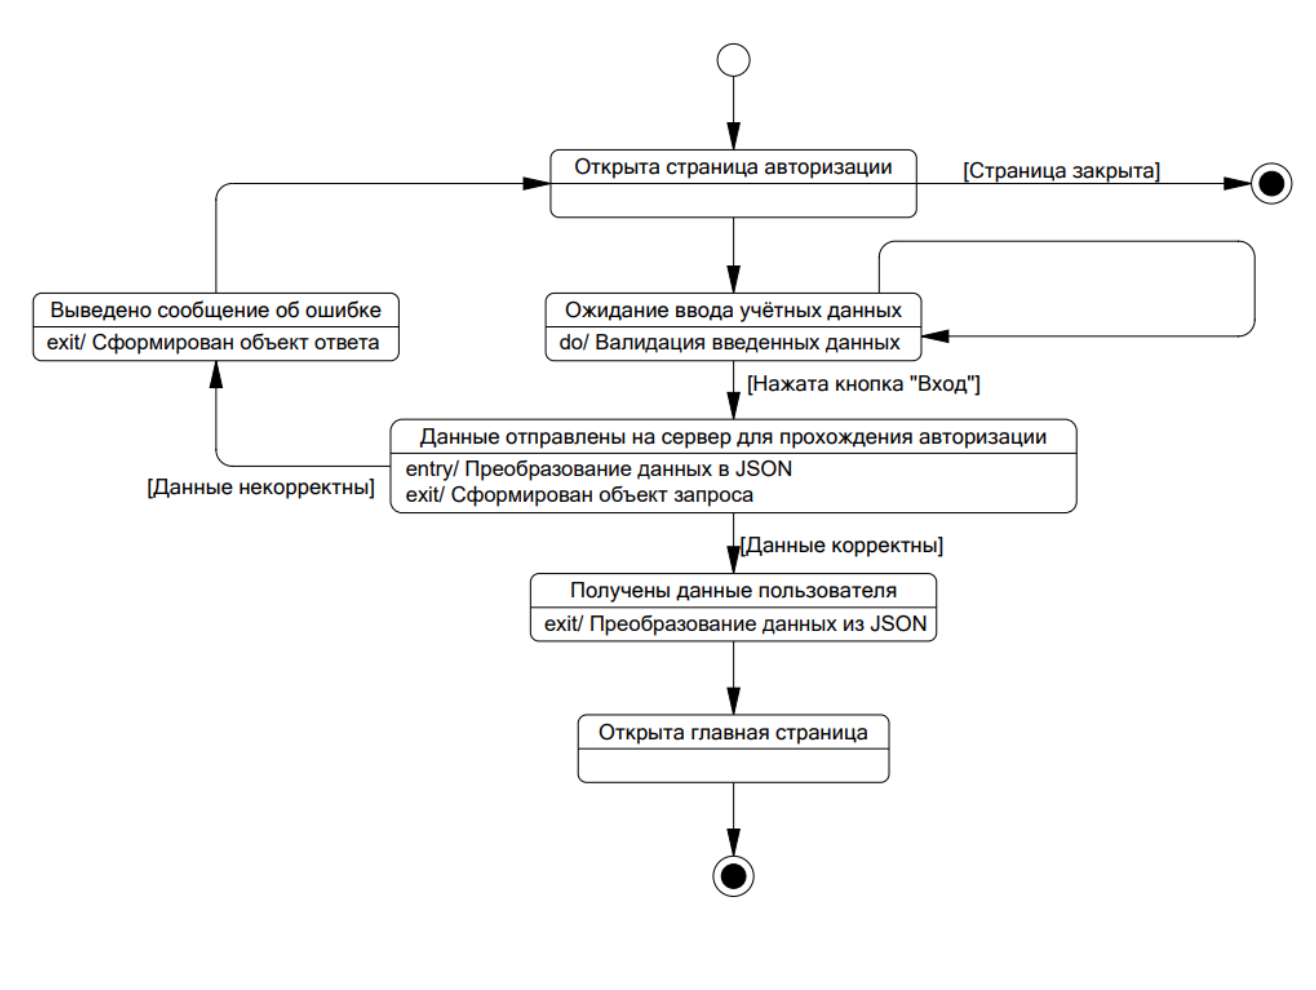 Открыта страница авторизации
[Страница закрыта]
Выведено сообщение об ошибке
exit/ Сформирован объект ответа
Ожидание ввода учётных данных
do/ Валидация введенных данных
[Нажата кнопка "Вход"]
Данные отправлены на сервер для прохождения авторизации
entry/ Преобразование данных в JSON
exit/ Сформирован объект запроса
[Данные некорректны]
[Данные корректны]
Получены данные пользователя
exit/ Преобразование данных из JSON
Открыта главная страница